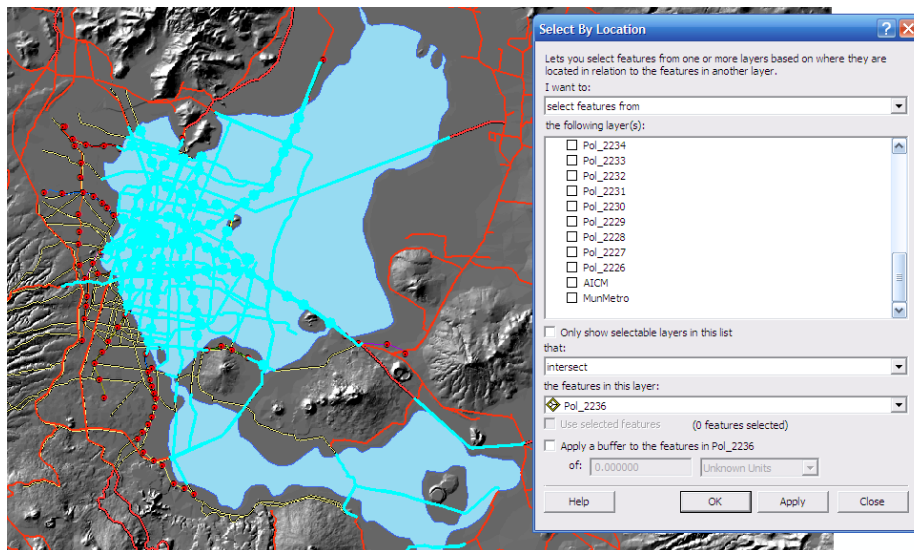 Select By Location
Lets you select features from one or more layers based on where they are
located in relation to the features in another layer.
I want to:
select features from
the following layer(s):
Pol_2234
Pol_2233
Pol_2232
Pol_2231
Pol_2230
Pol_2229
Pol_2228
Pol_2227
Pol_2226
AICM
MunMetro
Only show selectable layers in this list
that:
intersect
the features in this layer:
Pol_2236
Use selected features (0 features selected)
Apply a buffer to the features in Pol_2236
of: 0.000000 Unknown Units
Help OK Apply Close